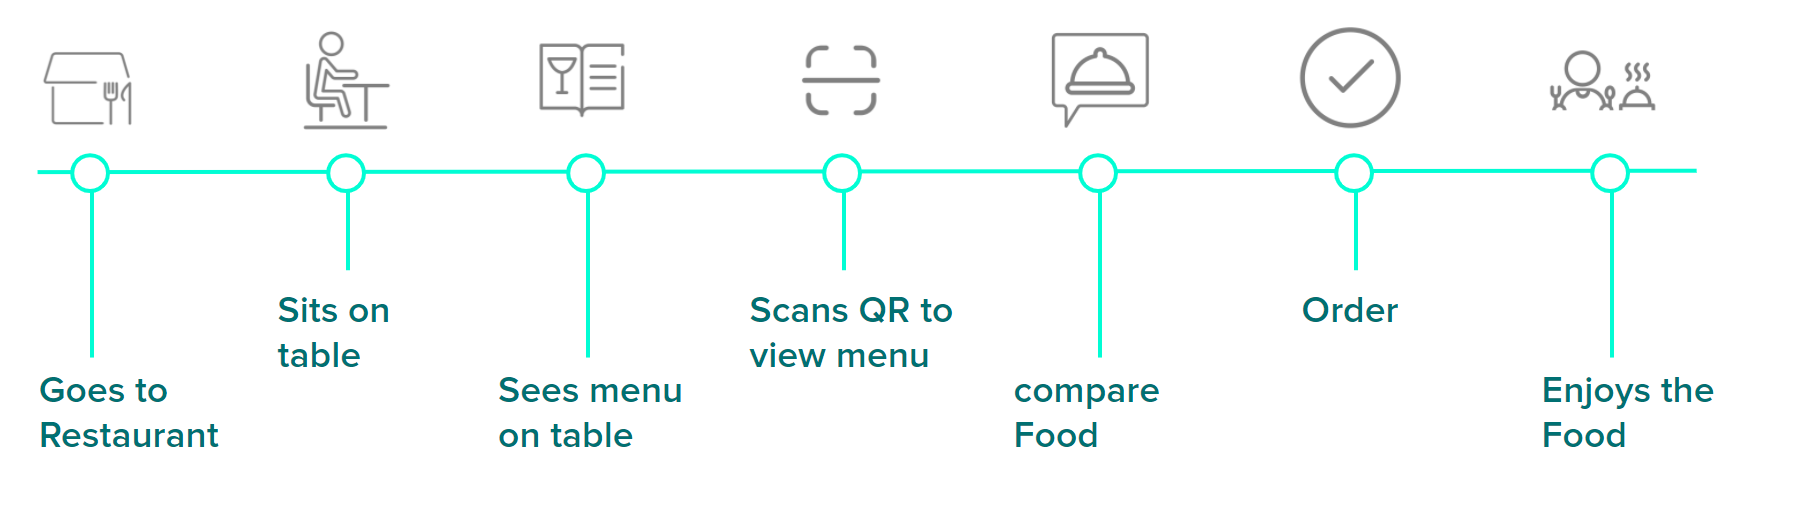 Goes to
Restaurant
Sits on
table
Sees menu
on table
Scans QR to
view menu
compare
Food
Order
Enjoys the
Food